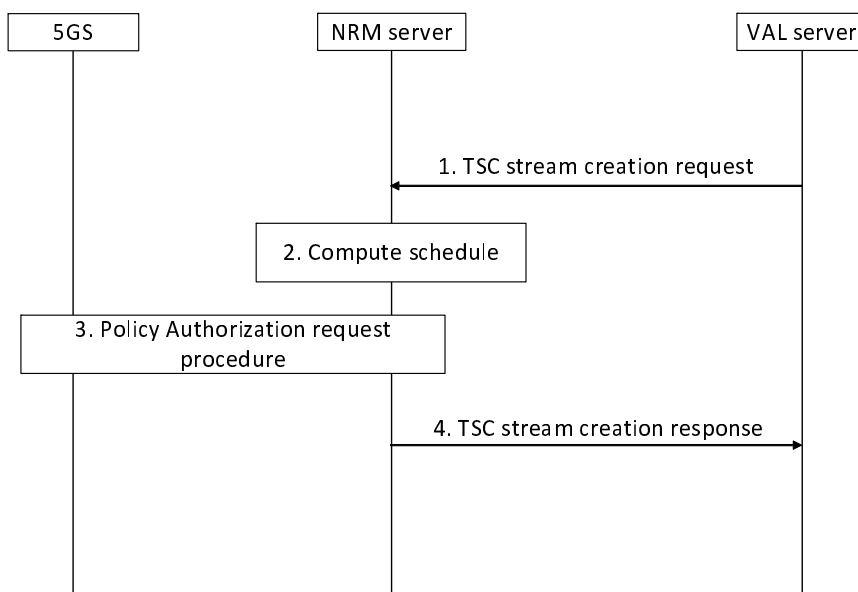 5GS
NRM server
VAL server
1. TSC stream creation request
2. Compute schedule
3. Policy Authorization request
procedure
4. TSC stream creation response